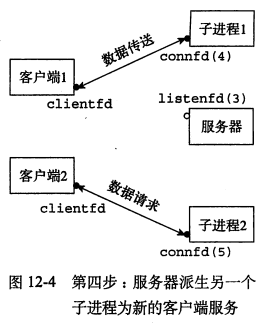 子进程1
数据传送
connfd(4)
客户端1
clientfd
listenfd(3)
服务器
客户端2
数据请求
clientfd
子进程2
connfd(5)
图 12-4 第四步：服务器派生另一个
子进程为新的客户端服务